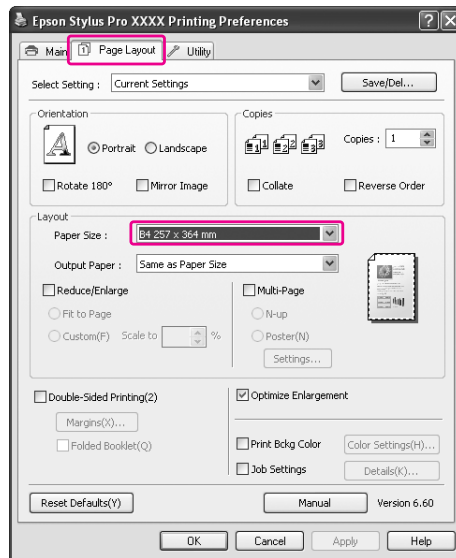 Epson Stylus Pro XXXX Printing Preferences
Main Page Layout Utility
Select Setting : Current Settings Save/Del...
Orientation Copies
A Portrait Landscape Copies : 1
Rotate 180° Mirror Image Collate Reverse Order
Layout
Paper Size : B4 257 x 364 mm
Output Paper : Same as Paper Size
Reduce/Enlarge Multi-Page
Fit to Page N-up
Custom(F) Scale to % Poster(N)
Settings...
Double-Sided Printing(2) Optimize Enlargement
Margins(X)...
Folded Booklet(Q) Print Bckg Color Color Settings(H)...
Job Settings Details(K)...
Reset Defaults(Y) Manual Version 6.60
OK Cancel Apply Help